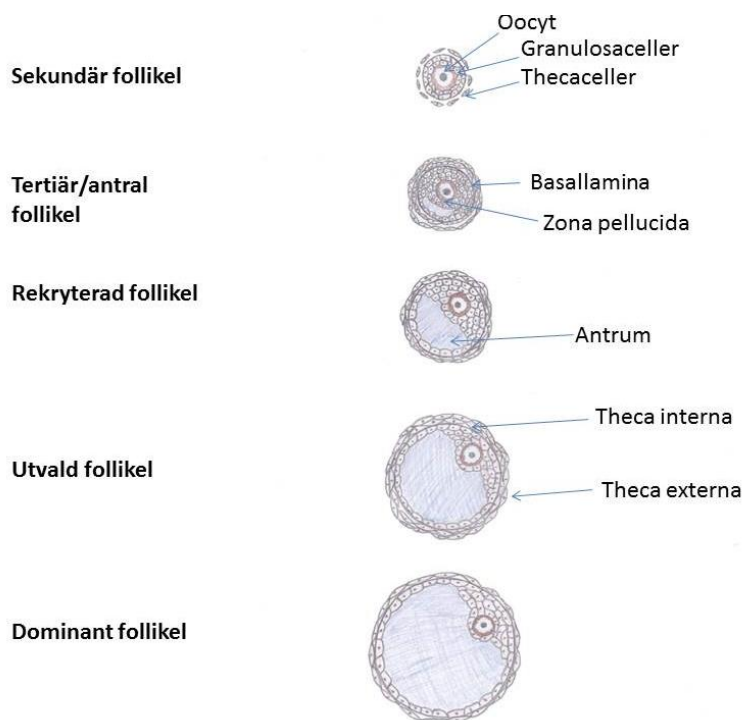 Oocyt
Granulosaceller
Sekundär follikel
Thecaceller
Tertiär/antral
follikel
Basallamina
Zona pellucida
Rekryterad follikel
Antrum
Theca interna
Utvald follikel
Theca externa
Dominant follikel